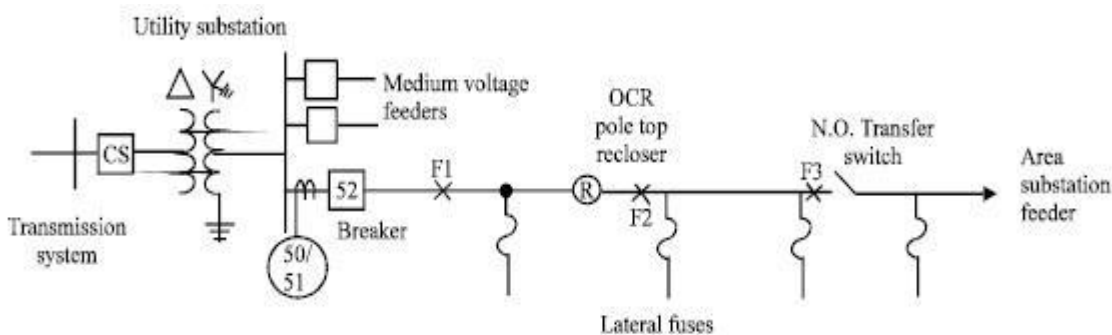 Utility substation
Medium voltage
feeders
OCR
pole top
recloser
N.O. Transfer
switch
Area
substation
feeder
CS
52
F1
R
F2
F3
Transmission
system
Breaker
50/
51
Lateral fuses